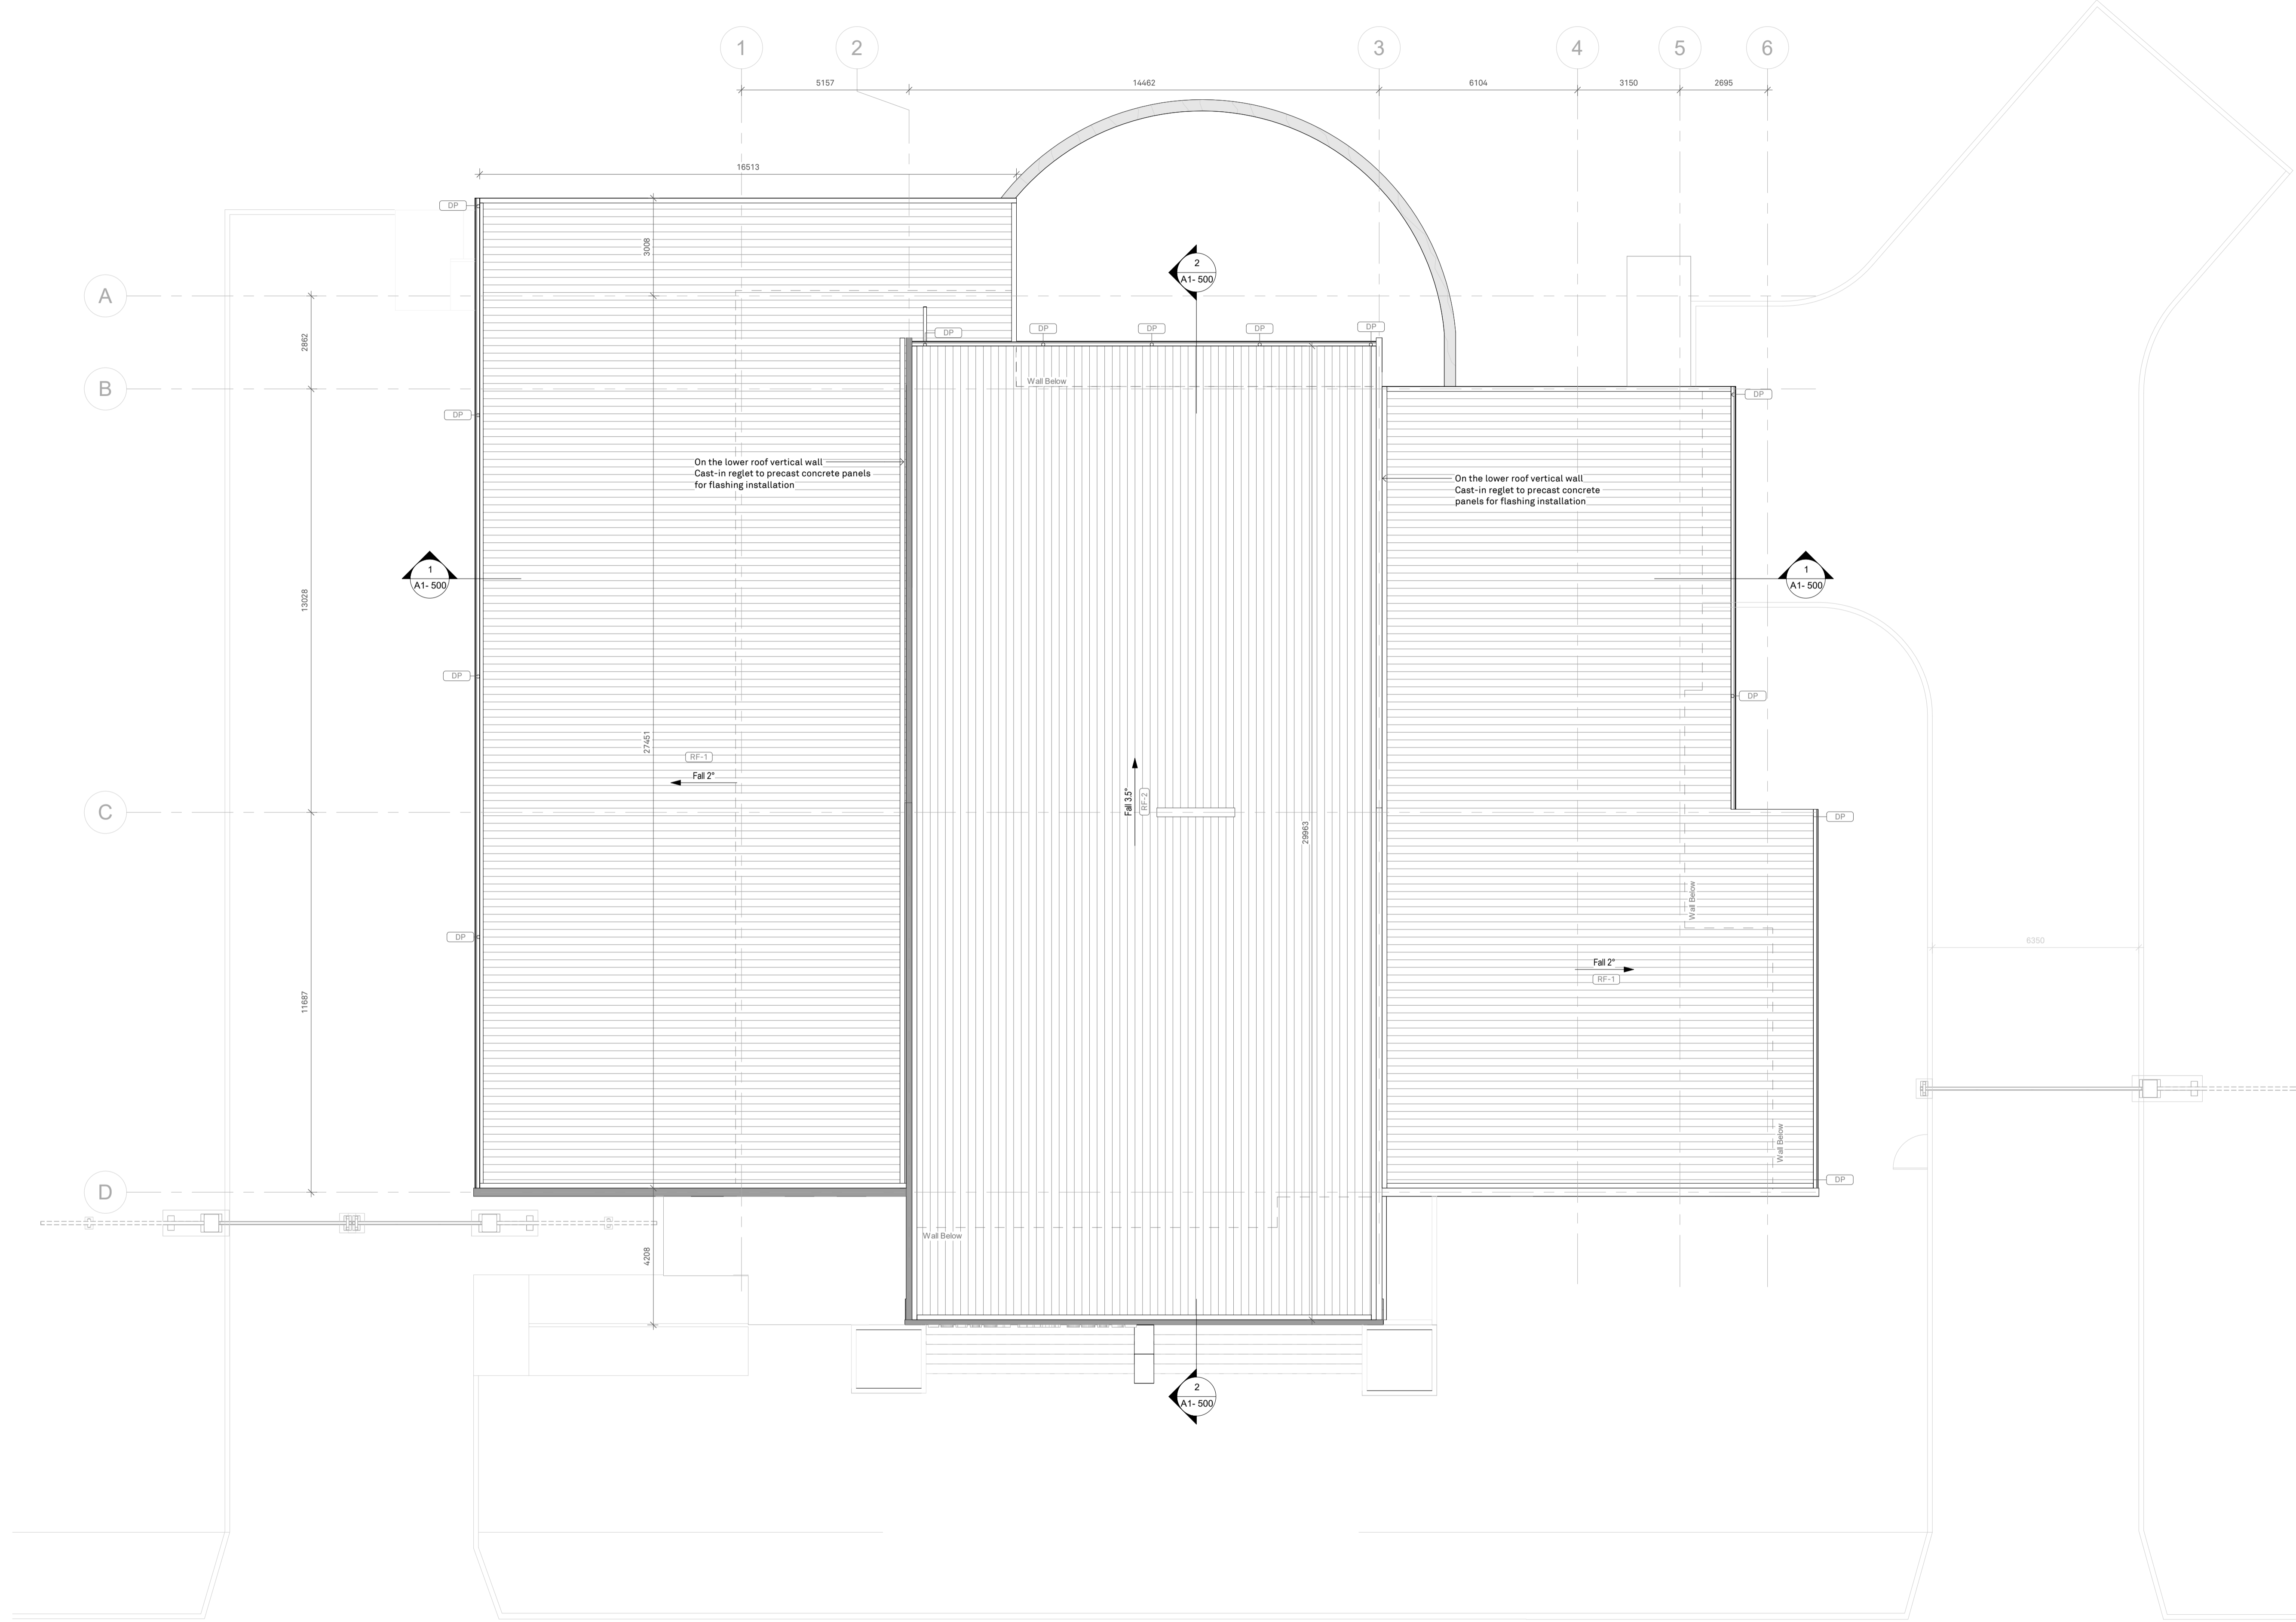 1
2
3
4
5
6
5157
14462
6104
3150
2695
16513
DP
3008
A
2
A1- 500
2862
DP
DP
DP
DP
DP
B
Wall Below
DP
DP
On the lower roof vertical wall
Cast-in reglet to precast concrete panels
for flashing installation
On the lower roof vertical wall
Cast-in reglet to precast concrete
panels for flashing installation
1
A1- 500
1
A1- 500
13028
DP
DP
27451
RF-1
Fall 2°
Fall 3.5°
RF-2
C
29963
DP
Wall Below
DP
6350
Fall 2°
RF-1
11687
Wall Below
DP
D
Wall Below
4208
2
A1- 500